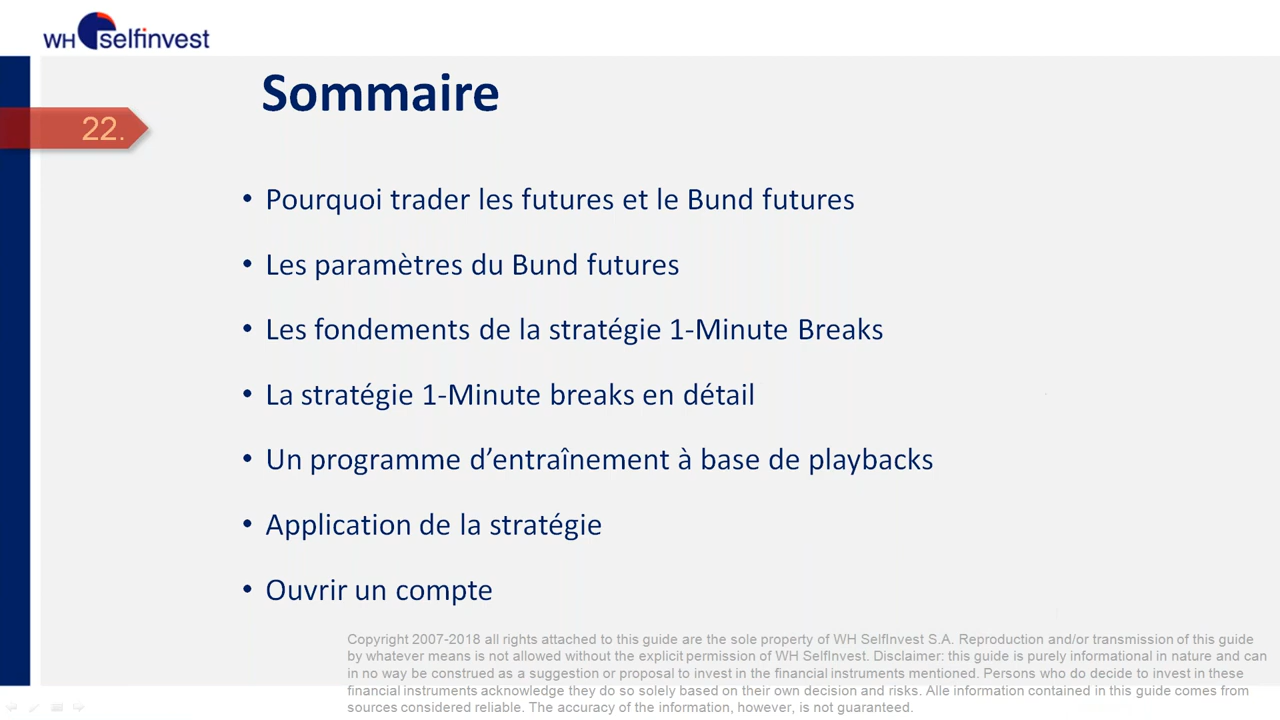 WH selfinvest
Sommaire
22.
• Pourquoi trader les futures et le Bund futures
• Les paramètres du Bund futures
• Les fondements de la stratégie 1-Minute Breaks
• La stratégie 1-Minute breaks en détail
• Un programme d’entraînement à base de playbacks
• Application de la stratégie
• Ouvrir un compte
Copyright 2007-2018 all rights attached to this guide are the sole property of WH SelfInvest S.A. Reproduction and/or transmission of this guide
by whatever means is not allowed without the explicit permission of WH SelfInvest. Disclaimer: this guide is purely informational in nature and can
in no way be construed as a suggestion or proposal to invest in the financial instruments mentioned. Persons who do decide to invest in these
financial instruments acknowledge they do so solely based on their own decision and risks. Alle information contained in this guide comes from
sources considered reliable. The accuracy of the information, however, is not guaranteed.